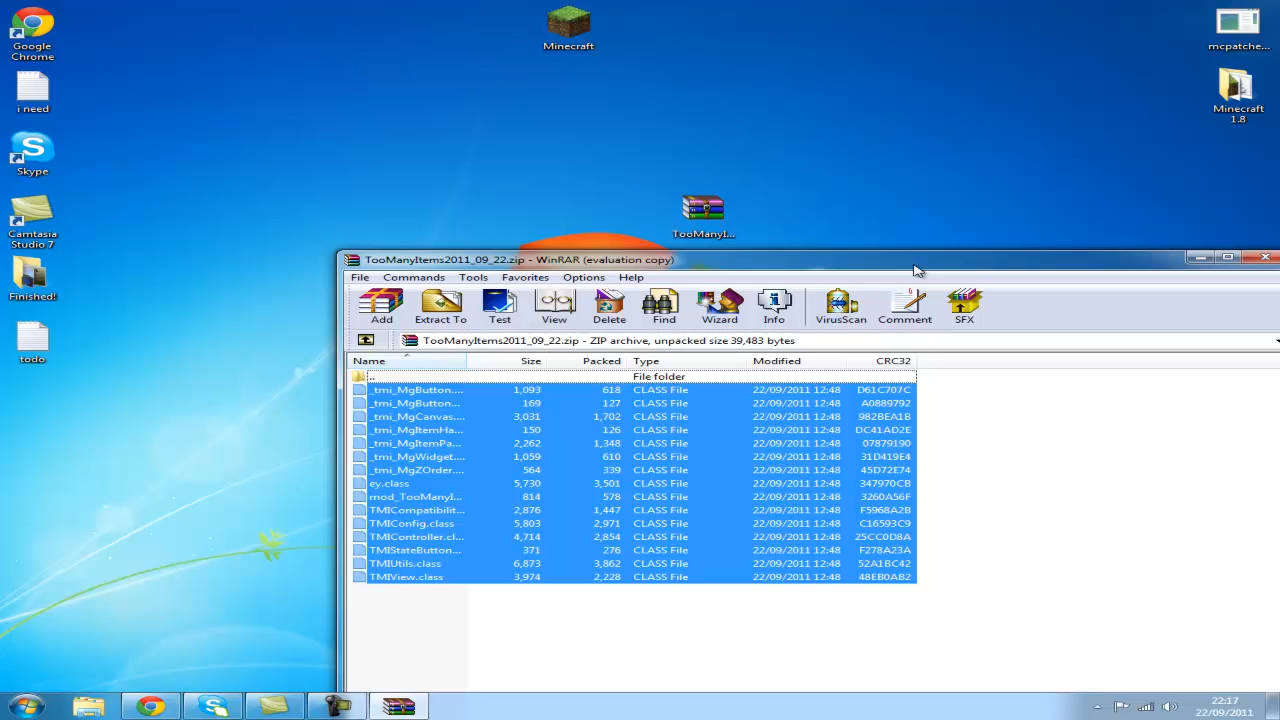 Google
Chrome
i need
Skype
Camtasia
Studio 7
Finished!
todo
Minecraft
mcpatche...
Minecraft
1.8
TooManyI...
TooManyItems2011_09_22.zip - WinRAR (evaluation copy)
File Commands Tools Favorites Options Help
Add Extract To Test View Delete Find Wizard Info VirusScan Comment SFX
TooManyItems2011_09_22.zip - ZIP archive, unpacked size 39,483 bytes
Name Size Packed Type Modified CRC32
.. File folder
_tmi_MgButton.... 1,093 618 CLASS File 22/09/2011 12:48 D61C707C
_tmi_MgButton.... 169 127 CLASS File 22/09/2011 12:48 A0889792
_tmi_MgCanvas.... 3,031 1,702 CLASS File 22/09/2011 12:48 982BEA1B
_tmi_MgItemHa... 150 126 CLASS File 22/09/2011 12:48 DC41AD2E
_tmi_MgItemPa... 2,262 1,348 CLASS File 22/09/2011 12:48 07879190
_tmi_MgWidget.... 1,059 610 CLASS File 22/09/2011 12:48 31D419E4
_tmi_MgZOrder.... 564 339 CLASS File 22/09/2011 12:48 45D72E74
ey.class 5,730 3,501 CLASS File 22/09/2011 12:48 347970CB
mod_TooManyI... 814 578 CLASS File 22/09/2011 12:48 3260A56F
TMICompatibilit... 2,876 1,447 CLASS File 22/09/2011 12:48 F5968A2B
TMIConfig.class 5,803 2,971 CLASS File 22/09/2011 12:48 C16593C9
TMIController.cl... 4,714 2,854 CLASS File 22/09/2011 12:48 25CC0D8A
TMIStateButton... 371 276 CLASS File 22/09/2011 12:48 F278A23A
TMIUtils.class 6,873 3,862 CLASS File 22/09/2011 12:48 52A1BC42
TMIView.class 3,974 2,228 CLASS File 22/09/2011 12:48 48EB0AB2
22:17
22/09/2011